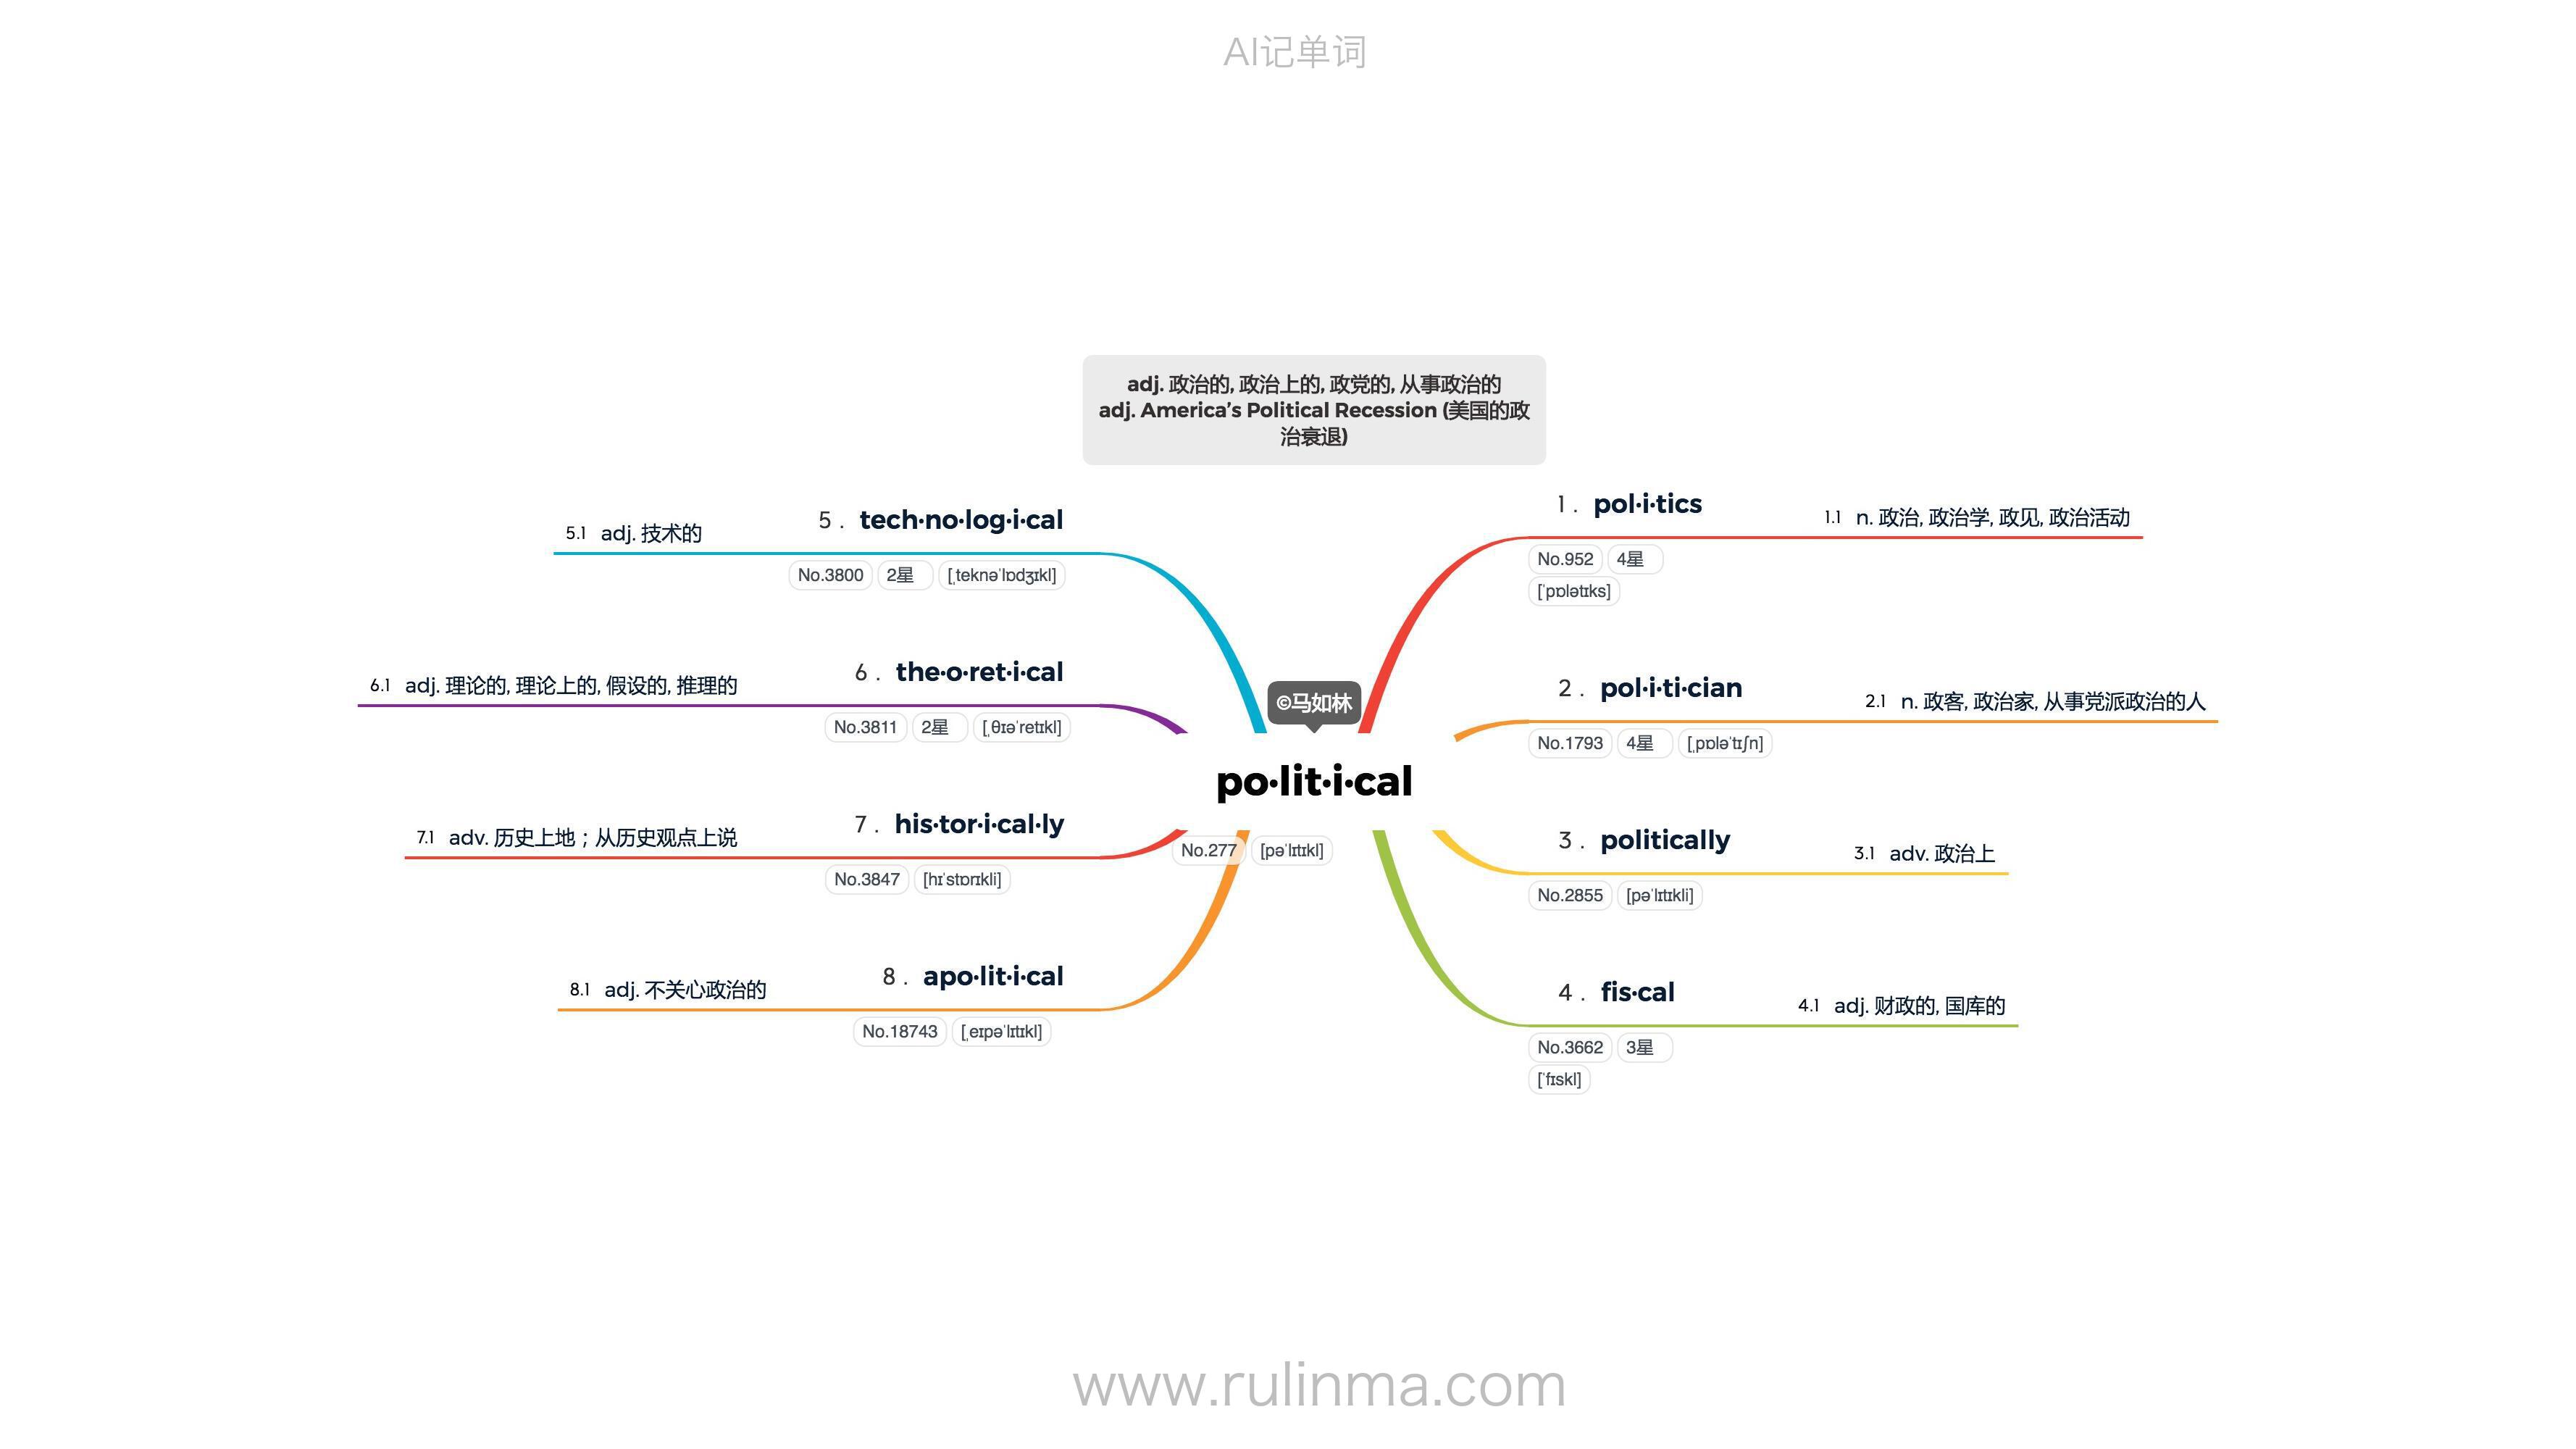 AI记单词
adj. 政治的, 政治上的, 政党的, 从事政治的
adj. America’s Political Recession (美国的政
治衰退)
©马如林
po·lit·i·cal
No.277 [pəˈlɪtɪkl]
1 . pol·i·tics
1.1 n. 政治, 政治学, 政见, 政治活动
No.952 4星
[ˈpɒlətɪks]
2 . pol·i·ti·cian
2.1 n. 政客, 政治家, 从事党派政治的人
No.1793 4星 [ˌpɒləˈtɪʃn]
3 . politically
3.1 adv. 政治上
No.2855 [pəˈlɪtɪkli]
4 . fis·cal
4.1 adj. 财政的, 国库的
No.3662 3星
[ˈfɪskl]
5 . tech·no·log·i·cal
5.1 adj. 技术的
No.3800 2星 [ˌteknəˈlɒdʒɪkl]
6 . the·o·ret·i·cal
6.1 adj. 理论的, 理论上的, 假设的, 推理的
No.3811 2星 [ˌθɪəˈretɪkl]
7 . his·tor·i·cal·ly
7.1 adv. 历史上地；从历史观点上说
No.3847 [hɪˈstɒrɪkli]
8 . apo·lit·i·cal
8.1 adj. 不关心政治的
No.18743 [ˌeɪpəˈlɪtɪkl]
www.rulinma.com